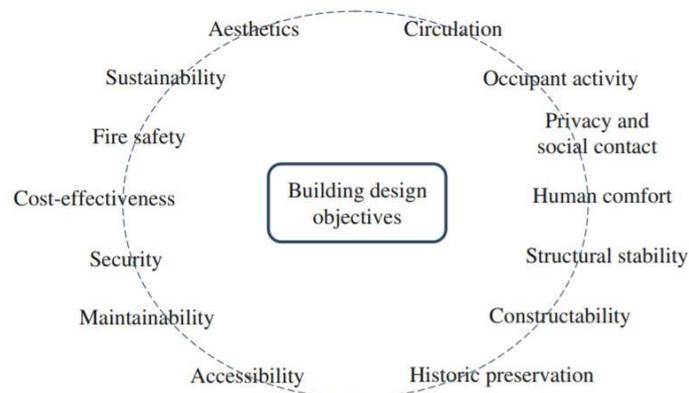 Aesthetics
Circulation
Sustainability
Occupant activity
Privacy and
social contact
Fire safety
Building design
objectives
Cost-effectiveness
Human comfort
Security
Structural stability
Maintainability
Constructability
Accessibility
Historic preservation